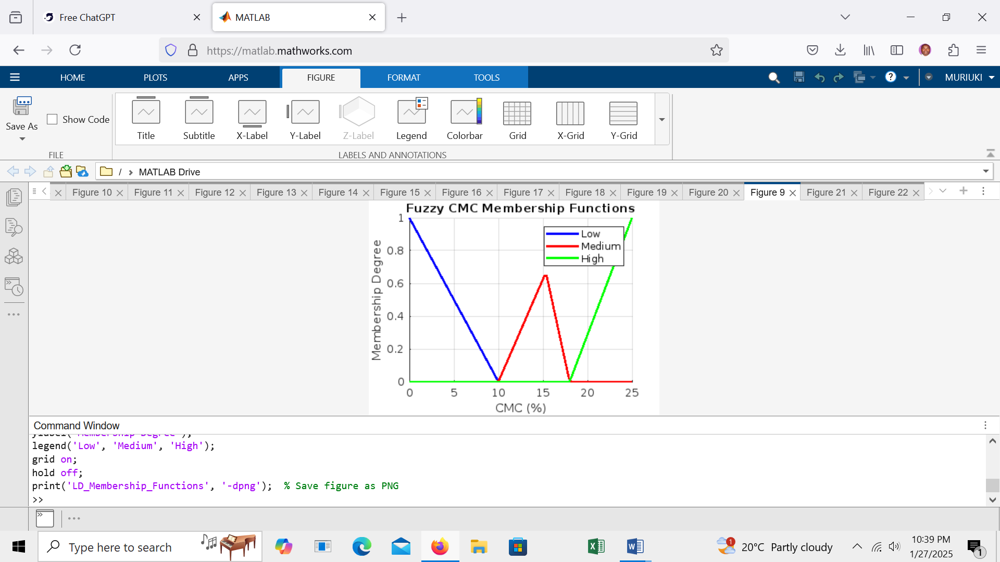 Free ChatGPT
MATLAB
https://matlab.mathworks.com
HOME
PLOTS
APPS
FIGURE
FORMAT
TOOLS
MURIUKI
Save As
Show Code
FILE
Title
Subtitle
X-Label
Y-Label
Z-Label
Legend
Colorbar
Grid
X-Grid
Y-Grid
LABELS AND ANNOTATIONS
/ › MATLAB Drive
Figure 10
Figure 11
Figure 12
Figure 13
Figure 14
Figure 15
Figure 16
Figure 17
Figure 18
Figure 19
Figure 20
Figure 9
Figure 21
Figure 22
Fuzzy CMC Membership Functions
Membership Degree
1
0.8
0.6
0.4
0.2
0
Low
Medium
High
0 5 10 15 20 25
CMC (%)
Command Window
ylabel('Membership Degree');
legend('Low', 'Medium', 'High');
grid on;
hold off;
print('LD_Membership_Functions', '-dpng');  % Save figure as PNG
>>
Type here to search
1
20°C Partly cloudy
10:39 PM
1/27/2025
1